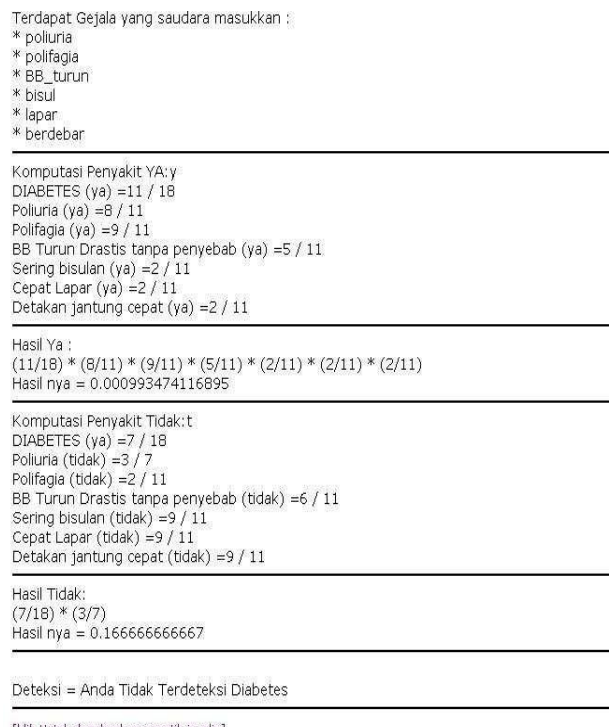 Terdapat Gejala yang saudara masukkan :
* poliuria
* polifagia
* BB_turun
* bisul
* lapar
* berdebar
Komputasi Penyakit YA:y
DIABETES (ya) =11 / 18
Poliuria (ya) =8 / 11
Polifagia (ya) =9 / 11
BB Turun Drastis tanpa penyebab (ya) =5 / 11
Sering bisulan (ya) =2 / 11
Cepat Lapar (ya) =2 / 11
Detakan jantung cepat (ya) =2 / 11
Hasil Ya :
(11/18) * (8/11) * (9/11) * (5/11) * (2/11) * (2/11) * (2/11)
Hasil nya = 0.000993474116895
Komputasi Penyakit Tidak:t
DIABETES (ya) =7 / 18
Poliuria (tidak) =3 / 7
Polifagia (tidak) =2 / 11
BB Turun Drastis tanpa penyebab (tidak) =6 / 11
Sering bisulan (tidak) =9 / 11
Cepat Lapar (tidak) =9 / 11
Detakan jantung cepat (tidak) =9 / 11
Hasil Tidak:
(7/18) * (3/7)
Hasil nya = 0.166666666667
Deteksi = Anda Tidak Terdeteksi Diabetes